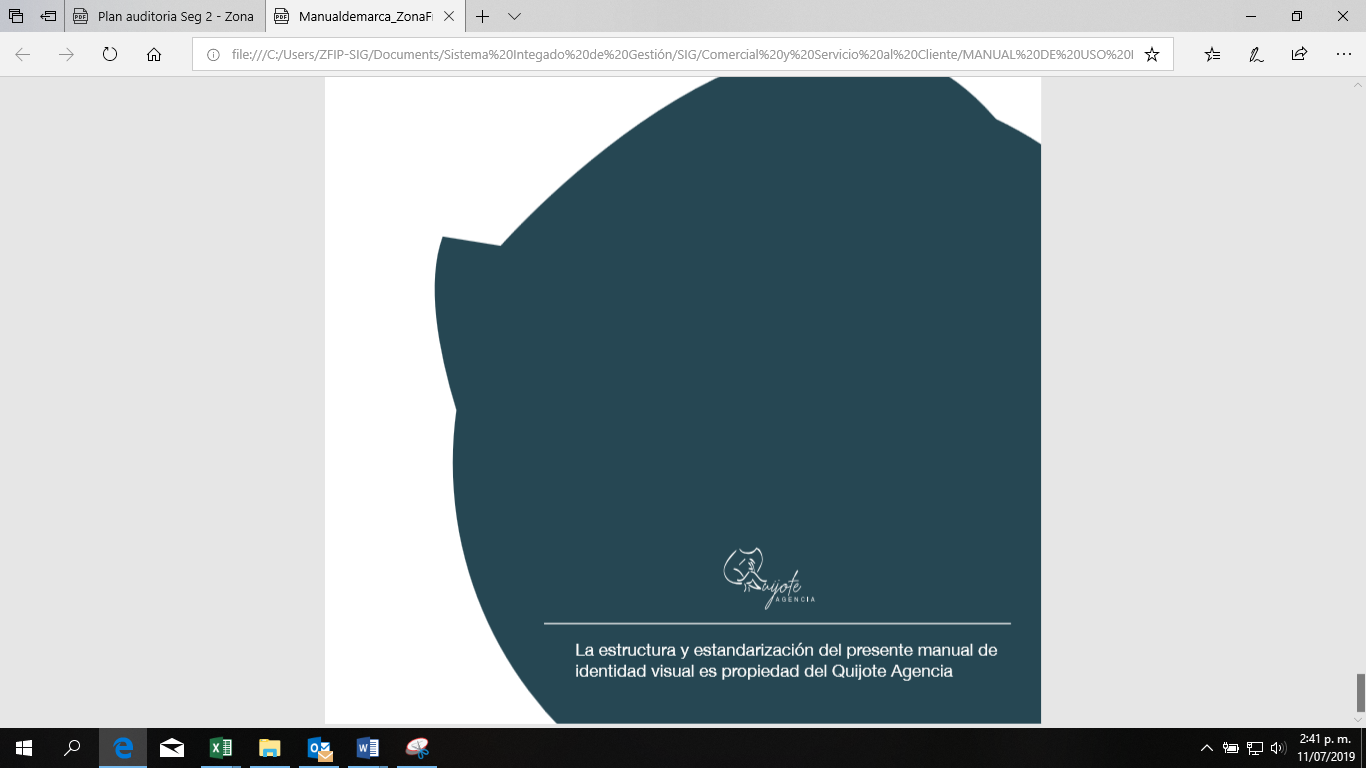 Plan auditoria Seg 2 - Zona
Manualdemarca_ZonaF
file:///C:/Users/ZFIP-SIG/Documents/Sistema%20Integado%20de%20Gestión/SIG/Comercial%20y%20Servicio%20al%20Cliente/MANUAL%20DE%20USO%20
Quijote
AGENCIA
La estructura y estandarización del presente manual de
identidad visual es propiedad del Quijote Agencia
2:41 p. m.
11/07/2019